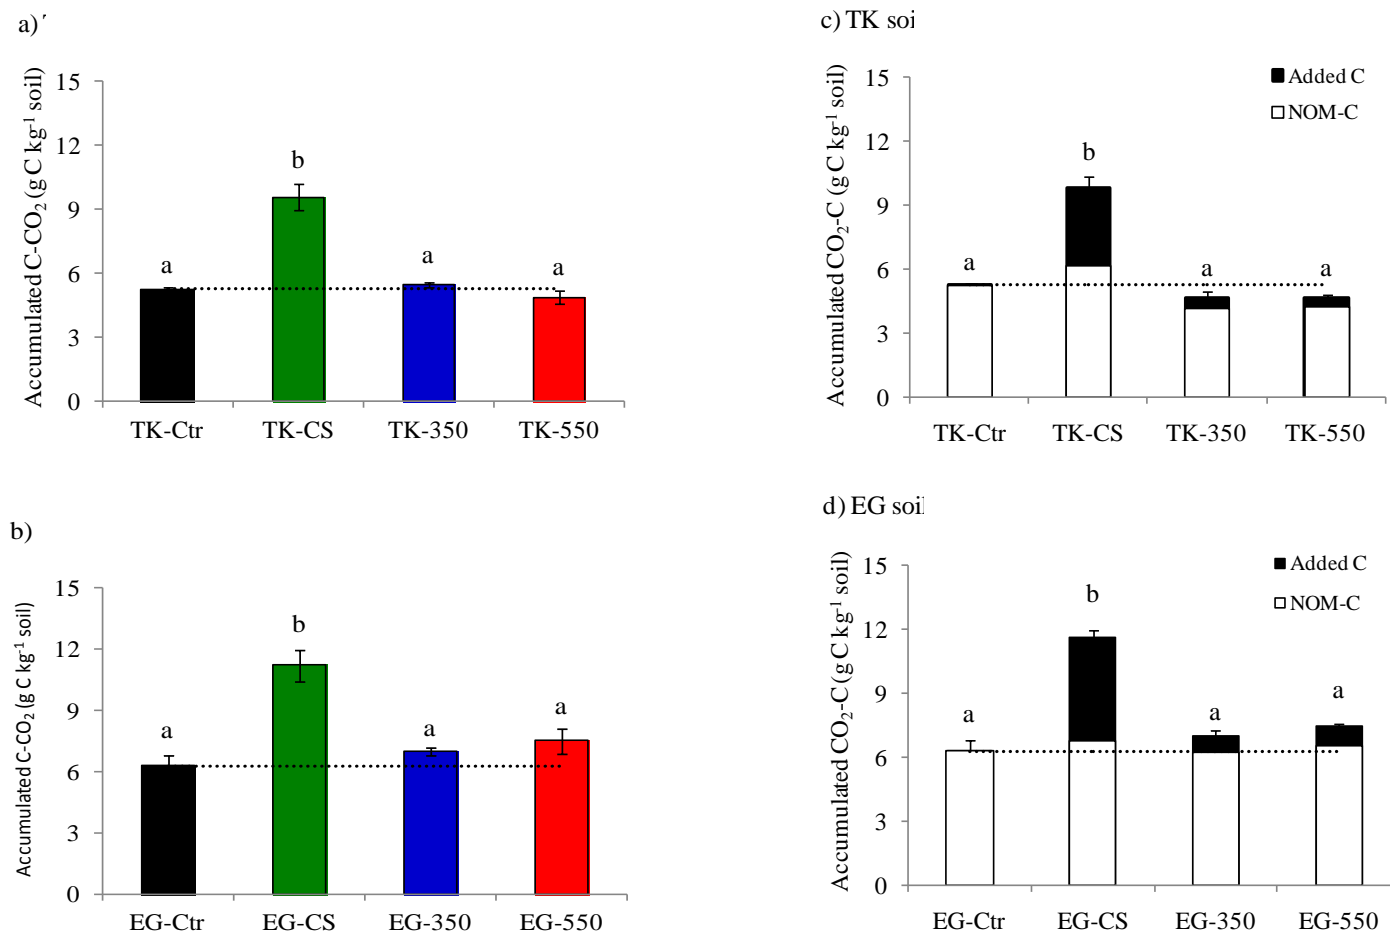 a)
Accumulated C-CO₂ (g C kg⁻¹ soil)
15
12
9
6
3
0
a
b
a
a
TK-Ctr TK-CS TK-350 TK-550
c) TK soi
Accumulated CO₂-C (g C kg⁻¹ soil)
15
12
9
6
3
0
Added C
NOM-C
a
b
a
a
TK-Ctr TK-CS TK-350 TK-550
b)
Accumulated C-CO₂ (g C kg⁻¹ soil)
15
12
9
6
3
0
a
b
a
a
EG-Ctr EG-CS EG-350 EG-550
d) EG soil
Accumulated CO₂-C (g C kg⁻¹ soil)
15
12
9
6
3
0
Added C
NOM-C
a
b
a
a
EG-Ctr EG-CS EG-350 EG-550